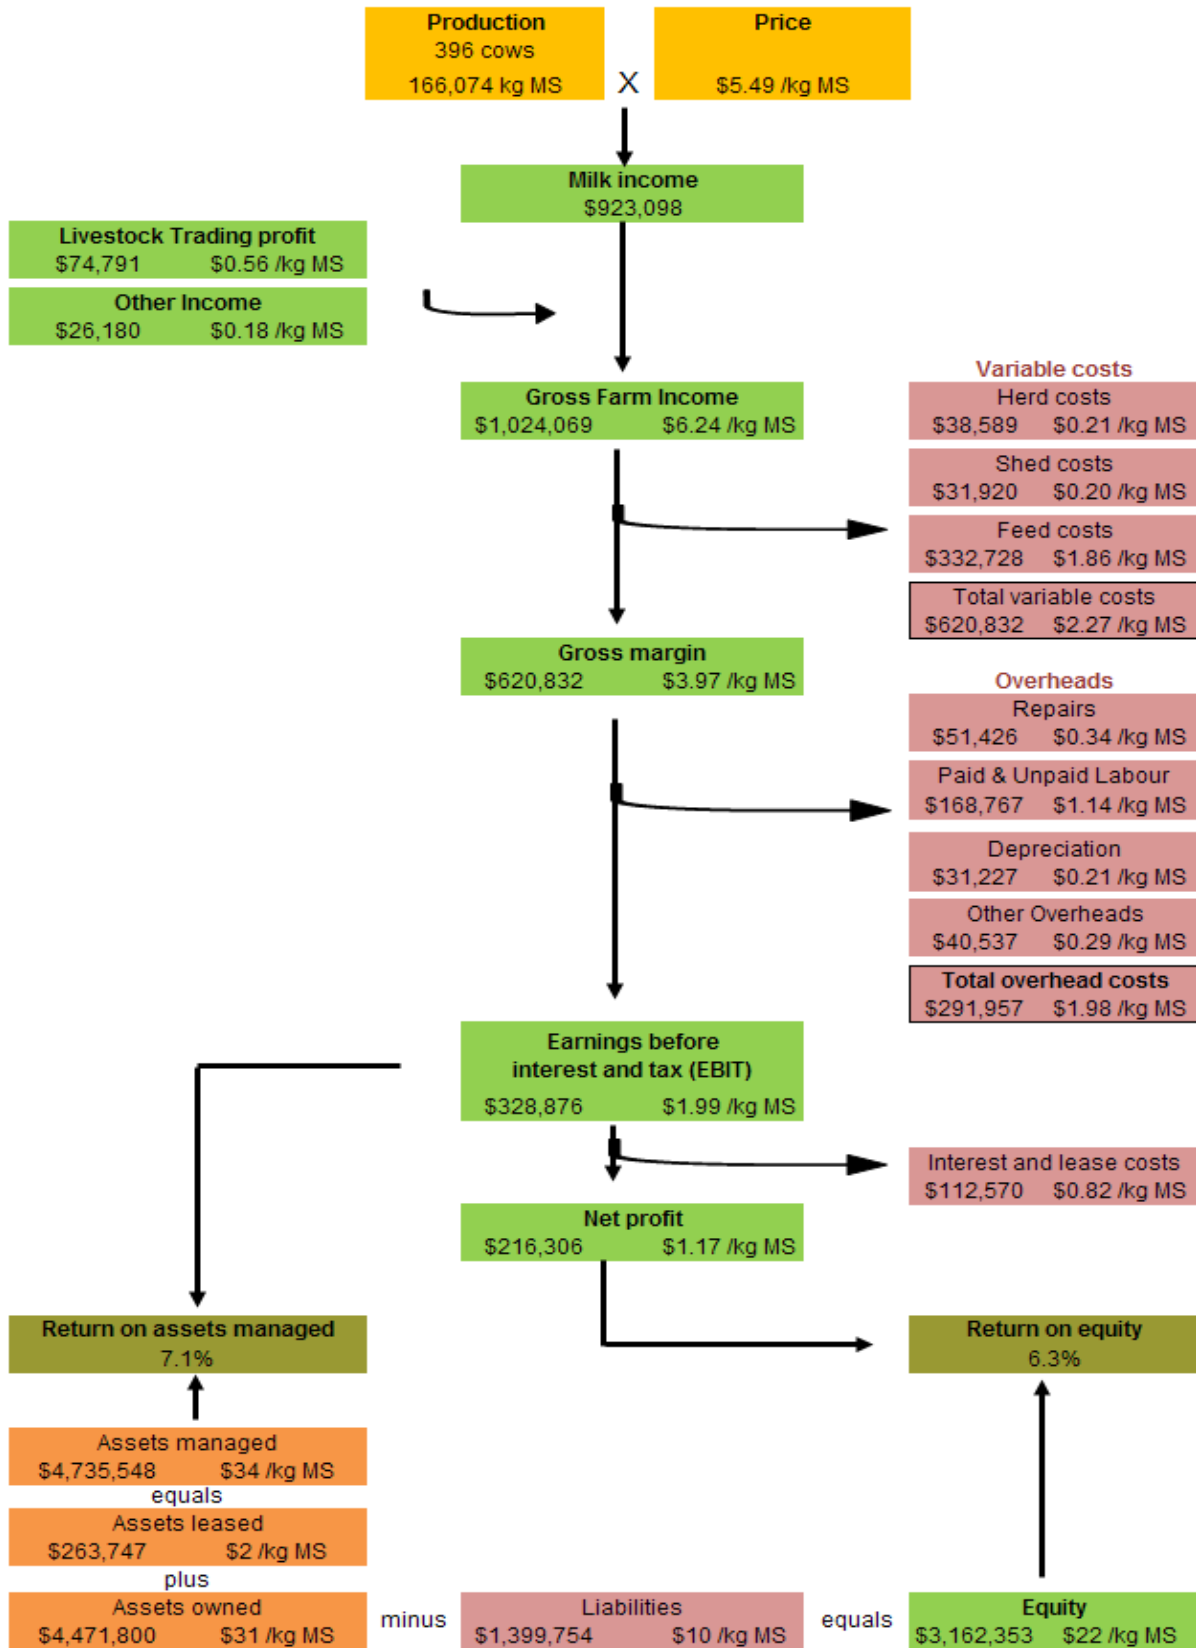 Production
396 cows
166,074 kg MS
X
Price
$5.49 /kg MS
Milk income
$923,098
Livestock Trading profit
$74,791 $0.56 /kg MS
Other Income
$26,180 $0.18 /kg MS
Gross Farm Income
$1,024,069 $6.24 /kg MS
Variable costs
Herd costs
$38,589 $0.21 /kg MS
Shed costs
$31,920 $0.20 /kg MS
Feed costs
$332,728 $1.86 /kg MS
Total variable costs
$620,832 $2.27 /kg MS
Gross margin
$620,832 $3.97 /kg MS
Overheads
Repairs
$51,426 $0.34 /kg MS
Paid & Unpaid Labour
$168,767 $1.14 /kg MS
Depreciation
$31,227 $0.21 /kg MS
Other Overheads
$40,537 $0.29 /kg MS
Total overhead costs
$291,957 $1.98 /kg MS
Earnings before
interest and tax (EBIT)
$328,876 $1.99 /kg MS
Interest and lease costs
$112,570 $0.82 /kg MS
Net profit
$216,306 $1.17 /kg MS
Return on assets managed
7.1%
Return on equity
6.3%
Assets managed
$4,735,548 $34 /kg MS
equals
Assets leased
$263,747 $2 /kg MS
plus
Assets owned
$4,471,800 $31 /kg MS
minus
Liabilities
$1,399,754 $10 /kg MS
equals
Equity
$3,162,353 $22 /kg MS